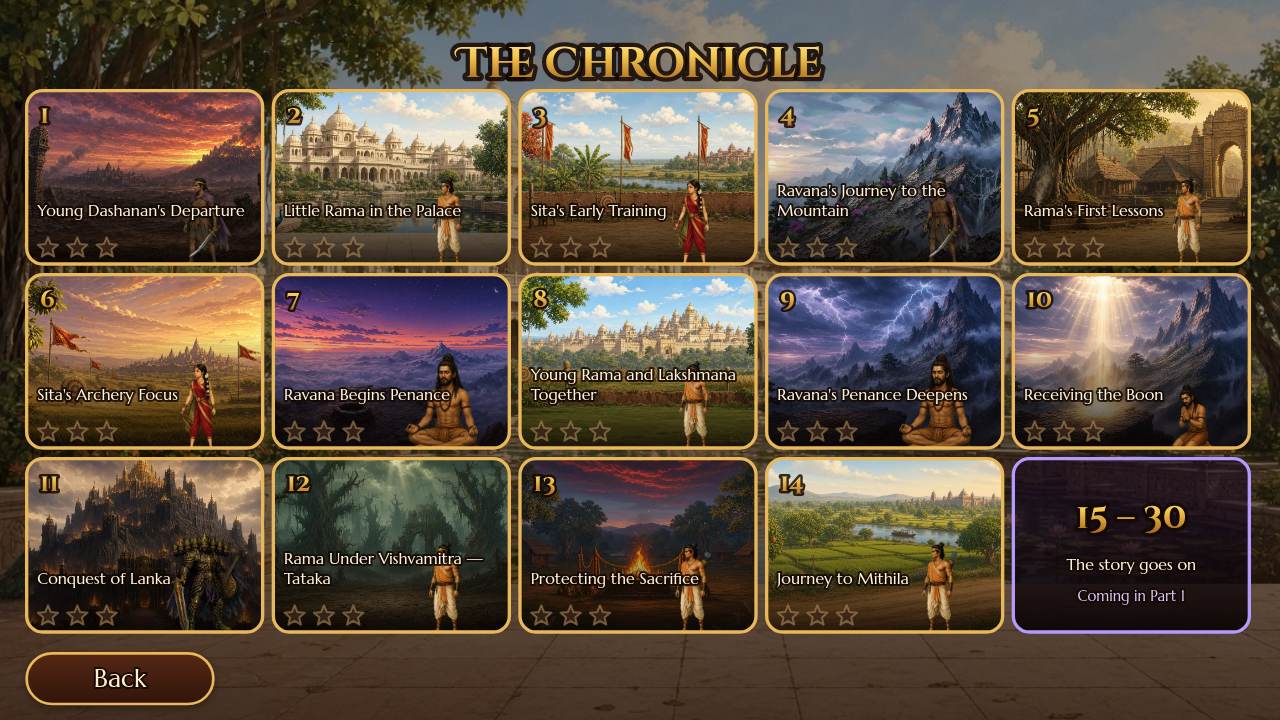 THE CHRONICLE
1
Young Dashanan's Departure
2
Little Rama in the Palace
3
Sita's Early Training
4
Ravana's Journey to the
Mountain
5
Rama's First Lessons
6
Sita's Archery Focus
7
Ravana Begins Penance
8
Young Rama and Lakshmana
Together
9
Ravana's Penance Deepens
10
Receiving the Boon
11
Conquest of Lanka
12
Rama Under Vishvamitra —
Tataka
13
Protecting the Sacrifice
14
Journey to Mithila
15 – 30
The story goes on
Coming in Part 1
Back